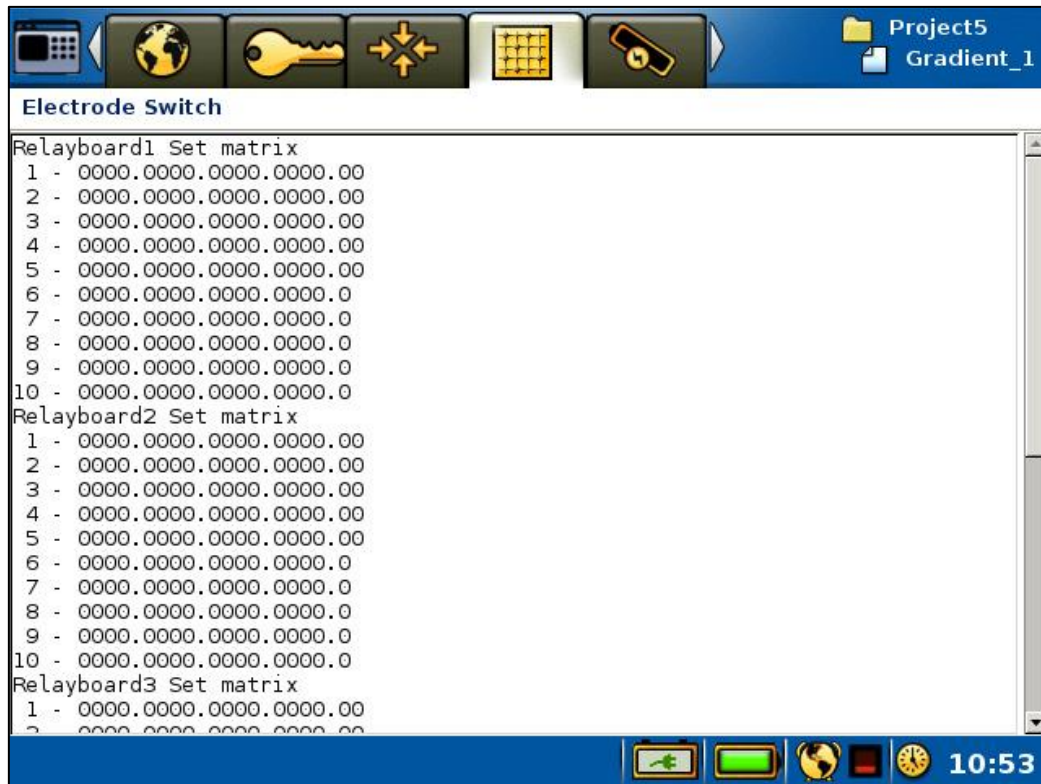 Project5
Gradient_1
Electrode Switch
Relayboard1 Set matrix
1 - 0000.0000.0000.0000.00
2 - 0000.0000.0000.0000.00
3 - 0000.0000.0000.0000.00
4 - 0000.0000.0000.0000.00
5 - 0000.0000.0000.0000.00
6 - 0000.0000.0000.0000.0
7 - 0000.0000.0000.0000.0
8 - 0000.0000.0000.0000.0
9 - 0000.0000.0000.0000.0
10 - 0000.0000.0000.0000.0
Relayboard2 Set matrix
1 - 0000.0000.0000.0000.00
2 - 0000.0000.0000.0000.00
3 - 0000.0000.0000.0000.00
4 - 0000.0000.0000.0000.00
5 - 0000.0000.0000.0000.00
6 - 0000.0000.0000.0000.0
7 - 0000.0000.0000.0000.0
8 - 0000.0000.0000.0000.0
9 - 0000.0000.0000.0000.0
10 - 0000.0000.0000.0000.0
Relayboard3 Set matrix
1 - 0000.0000.0000.0000.00
10:53